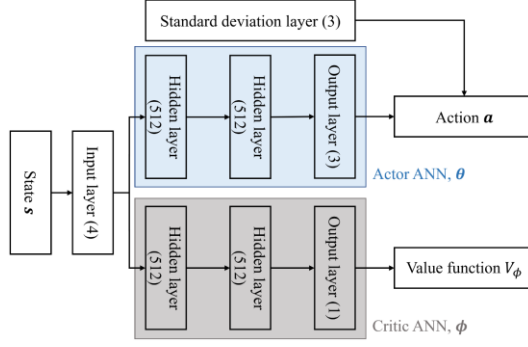 Standard deviation layer (3)
Hidden layer
(512)
Hidden layer
(512)
Output layer (3)
Action a
Actor ANN, θ
State s
Input layer (4)
Hidden layer
(512)
Hidden layer
(512)
Output layer (1)
Value function V_ϕ
Critic ANN, ϕ